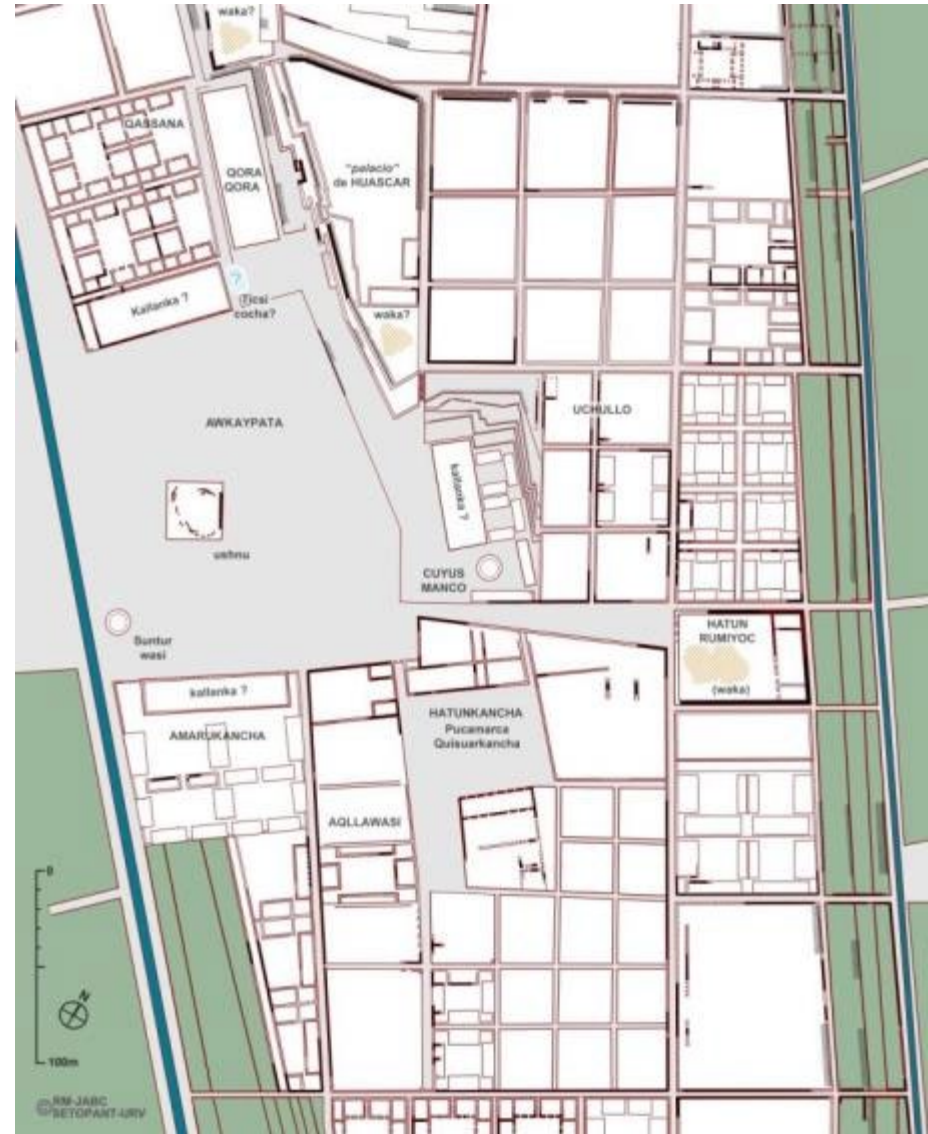 waka?
QASSANA
QORA
QORA
"palacio"
de HUASCAR
Kallanka ?
?
Ticsi
cocha?
waka?
AWKAYPATA
UCHULLO
kallanka ?
ushnu
CUYUS
MANCO
Suntur
wasi
HATUN
RUMIYOC
(waka)
kallanka ?
AMARUKANCHA
HATUNKANCHA
Pucamarca
Quisuarkancha
AQLLAWASI
0
N
100m
©RM-JABC
SETOPANT-URV